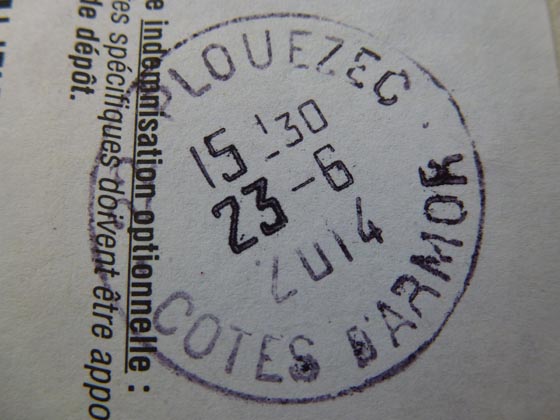 PLOUEZEC
15 -30
23 -6
2014
COTES D'ARMOR
e indemnisation optionnelle :
es spécifiques doivent être appo
de dépôt.